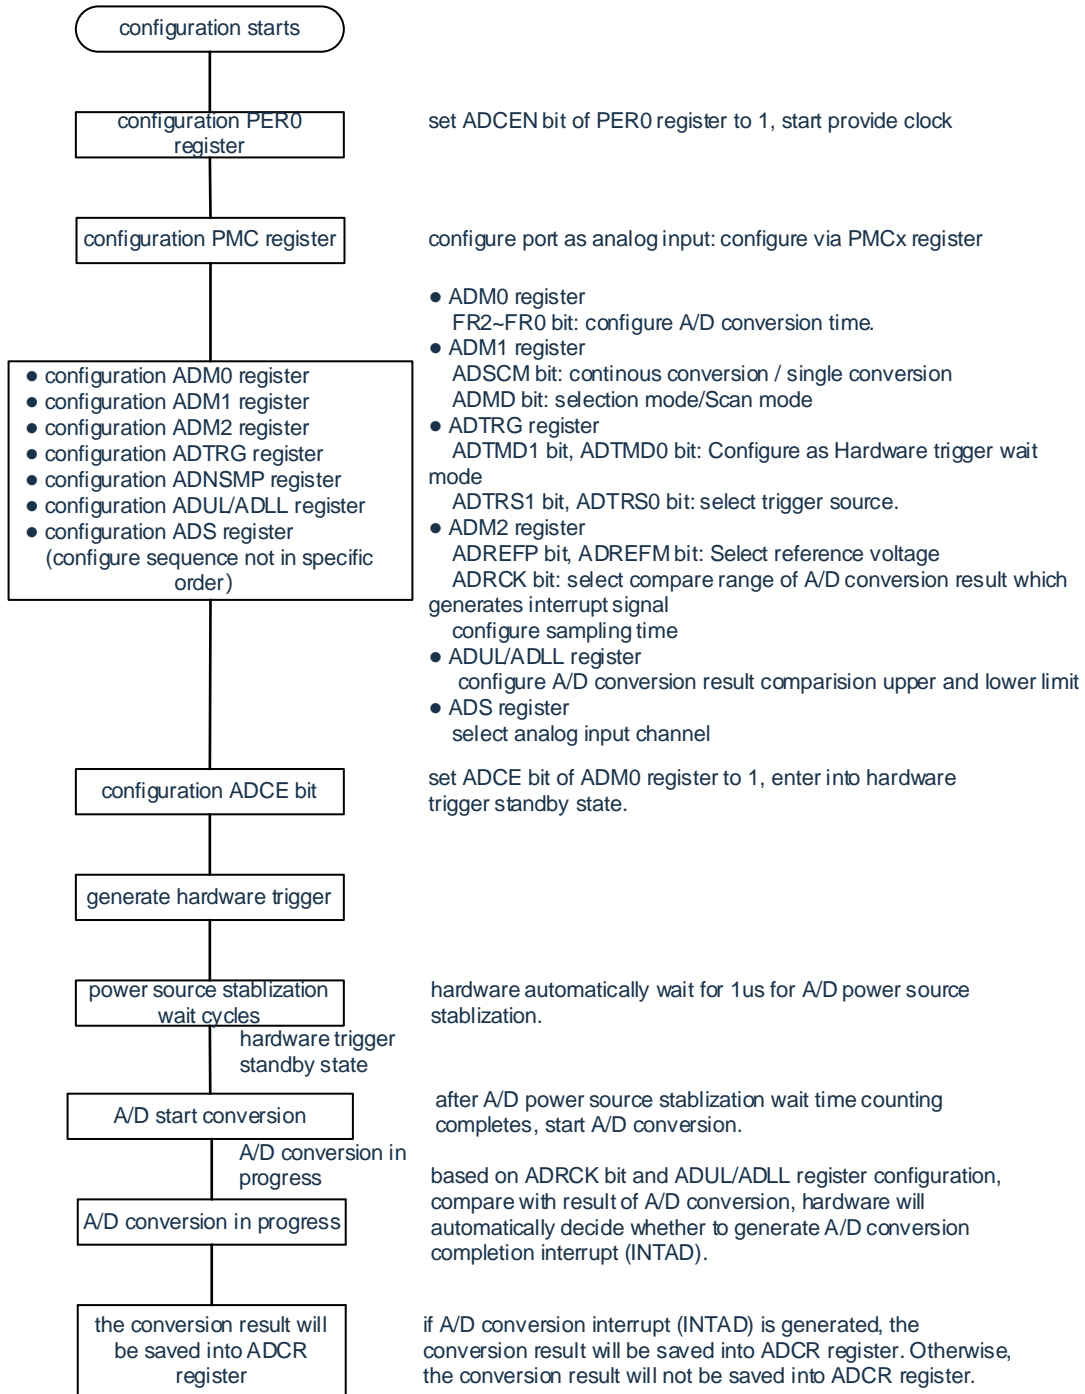 configuration starts
configuration PER0
register
set ADCEN bit of PER0 register to 1, start provide clock
configuration PMC register
configure port as analog input: configure via PMCx register
● configuration ADM0 register
● configuration ADM1 register
● configuration ADM2 register
● configuration ADTRG register
● configuration ADNSMP register
● configuration ADUL/ADLL register
● configuration ADS register
(configure sequence not in specific
order)
● ADM0 register
FR2~FR0 bit: configure A/D conversion time.
● ADM1 register
ADSCM bit: continous conversion / single conversion
ADMD bit: selection mode/Scan mode
● ADTRG register
ADTMD1 bit, ADTMD0 bit: Configure as Hardware trigger wait
mode
ADTRS1 bit, ADTRS0 bit: select trigger source.
● ADM2 register
ADREFP bit, ADREFM bit: Select reference voltage
ADRCK bit: select compare range of A/D conversion result which
generates interrupt signal
configure sampling time
● ADUL/ADLL register
configure A/D conversion result comparision upper and lower limit
● ADS register
select analog input channel
configuration ADCE bit
set ADCE bit of ADM0 register to 1, enter into hardware
trigger standby state.
generate hardware trigger
power source stablization
wait cycles
hardware automatically wait for 1us for A/D power source
stablization.
hardware trigger
standby state
A/D start conversion
after A/D power source stablization wait time counting
completes, start A/D conversion.
A/D conversion in
progress
A/D conversion in progress
based on ADRCK bit and ADUL/ADLL register configuration,
compare with result of A/D conversion, hardware will
automatically decide whether to generate A/D conversion
completion interrupt (INTAD).
the conversion result will
be saved into ADCR
register
if A/D conversion interrupt (INTAD) is generated, the
conversion result will be saved into ADCR register. Otherwise,
the conversion result will not be saved into ADCR register.